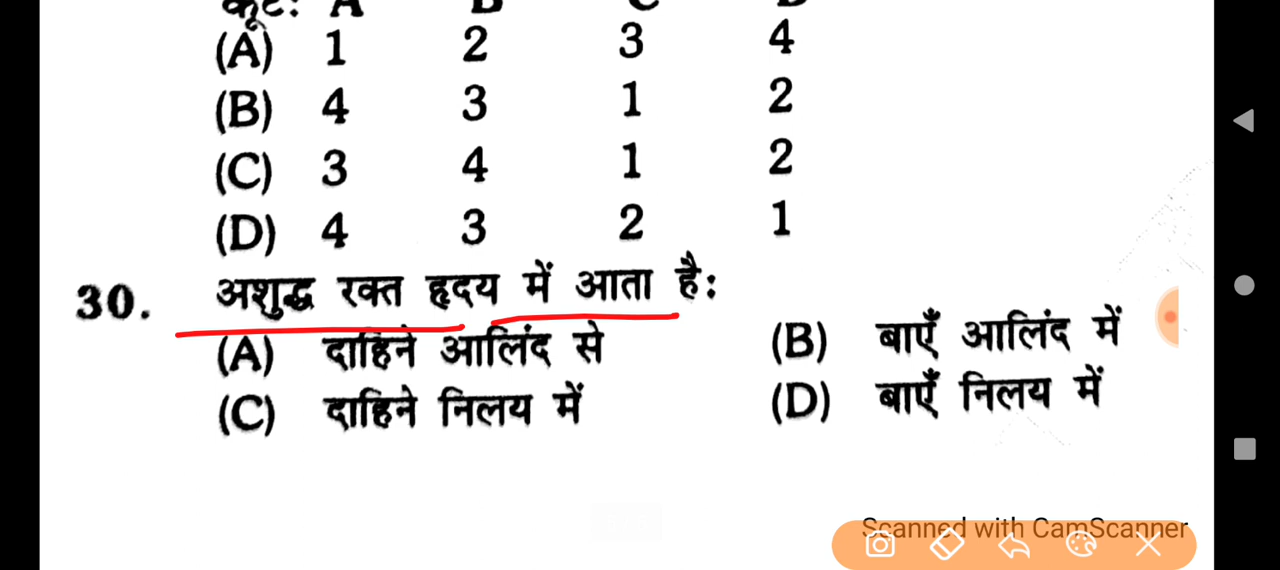 कूटः A B C D
(A) 1 2 3 4
(B) 4 3 1 2
(C) 3 4 1 2
(D) 4 3 2 1
30. अशुद्ध रक्त हृदय में आता है:
(A) दाहिने आलिंद से (B) बाएँ आलिंद में
(C) दाहिने निलय में (D) बाएँ निलय में
Scanned with CamScanner